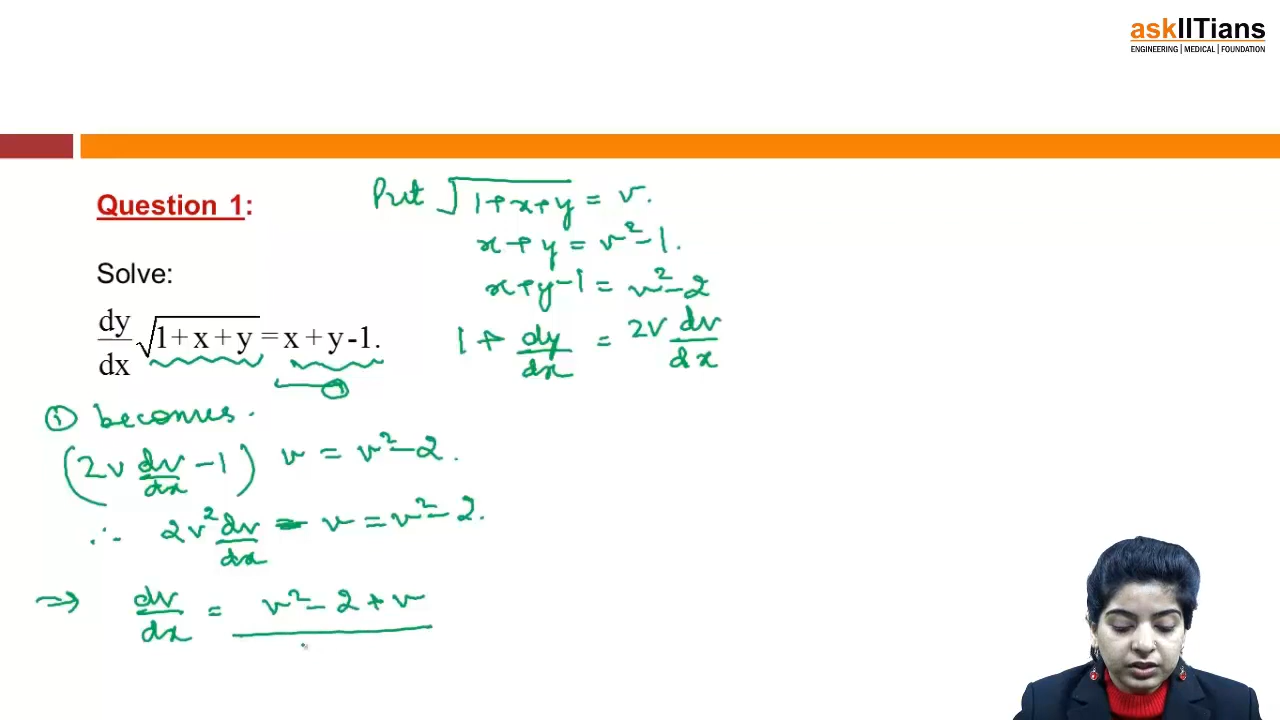 askIITians
ENGINEERING | MEDICAL | FOUNDATION
Question 1:
Put √(1+x+y) = v.
x+y = v²-1.
x+y-1 = v²-2
1 + dy/dx = 2v dv/dx
Solve:
dy/dx √(1+x+y) = x+y-1.
(i) becomes.
(2v dv/dx -1) v = v²-2.
∴ 2v² dv/dx - v = v²-2.
⇒ dv/dx = v²-2+v